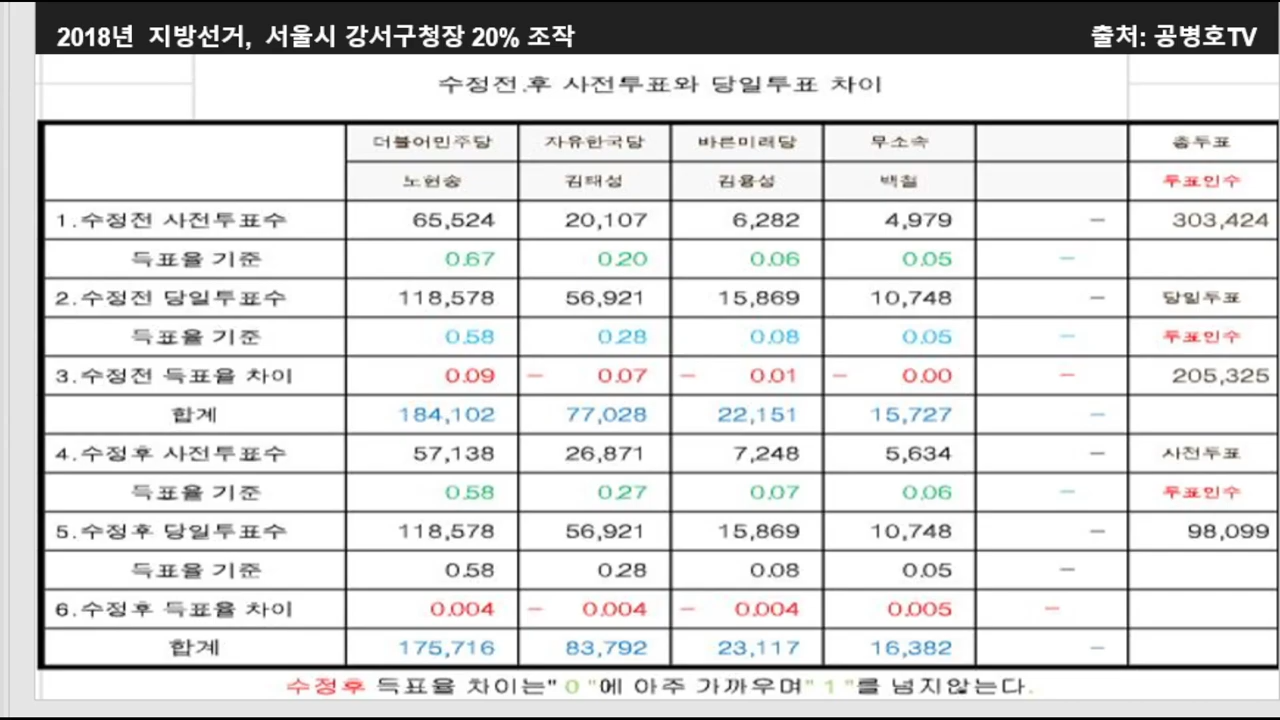 2018년 지방선거, 서울시 강서구청장 20% 조작 출처: 공병호TV
수정전.후 사전투표와 당일투표 차이
더불어민주당 자유한국당 바른미래당 무소속 총투표
노현송 김태성 김용성 백철 투표인수
1.수정전 사전투표수 65,524 20,107 6,282 4,979 – 303,424
득표율 기준 0.67 0.20 0.06 0.05 –
2.수정전 당일투표수 118,578 56,921 15,869 10,748 – 당일투표
득표율 기준 0.58 0.28 0.08 0.05 – 투표인수
3.수정전 득표율 차이 0.09 – 0.07 – 0.01 – 0.00 – 205,325
합계 184,102 77,028 22,151 15,727 –
4.수정후 사전투표수 57,138 26,871 7,248 5,634 – 사전투표
득표율 기준 0.58 0.27 0.07 0.06 – 투표인수
5.수정후 당일투표수 118,578 56,921 15,869 10,748 – 98,099
득표율 기준 0.58 0.28 0.08 0.05 –
6.수정후 득표율 차이 0.004 – 0.004 – 0.004 0.005 –
합계 175,716 83,792 23,117 16,382 –
수정후 득표율 차이는" 0 "에 아주 가까우며" 1 "를 넘지않는다.